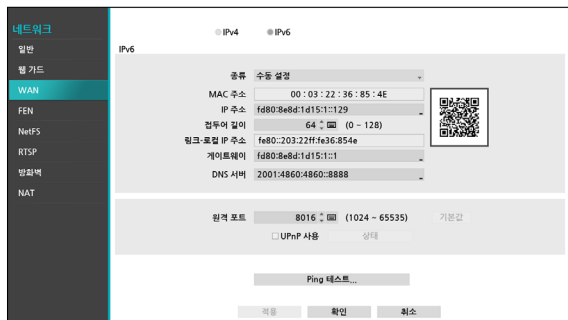 네트워크
일반
웹 가드
WAN
FEN
NetFS
RTSP
방화벽
NAT
IPv4 IPv6
IPv6
종류 수동 설정
MAC 주소 00 : 03 : 22 : 36 : 85 : 4E
IP 주소 fd80:8e8d:1d15:1::129
접두어 길이 64 (0 ~ 128)
링크-로컬 IP 주소 fe80::203:22ff:fe36:854e
게이트웨이 fd80:8e8d:1d15:1::1
DNS 서버 2001:4860:4860::8888
원격 포트 8016 (1024 ~ 65535) 기본값
UPnP 사용 상태
Ping 테스트...
적용 확인 취소